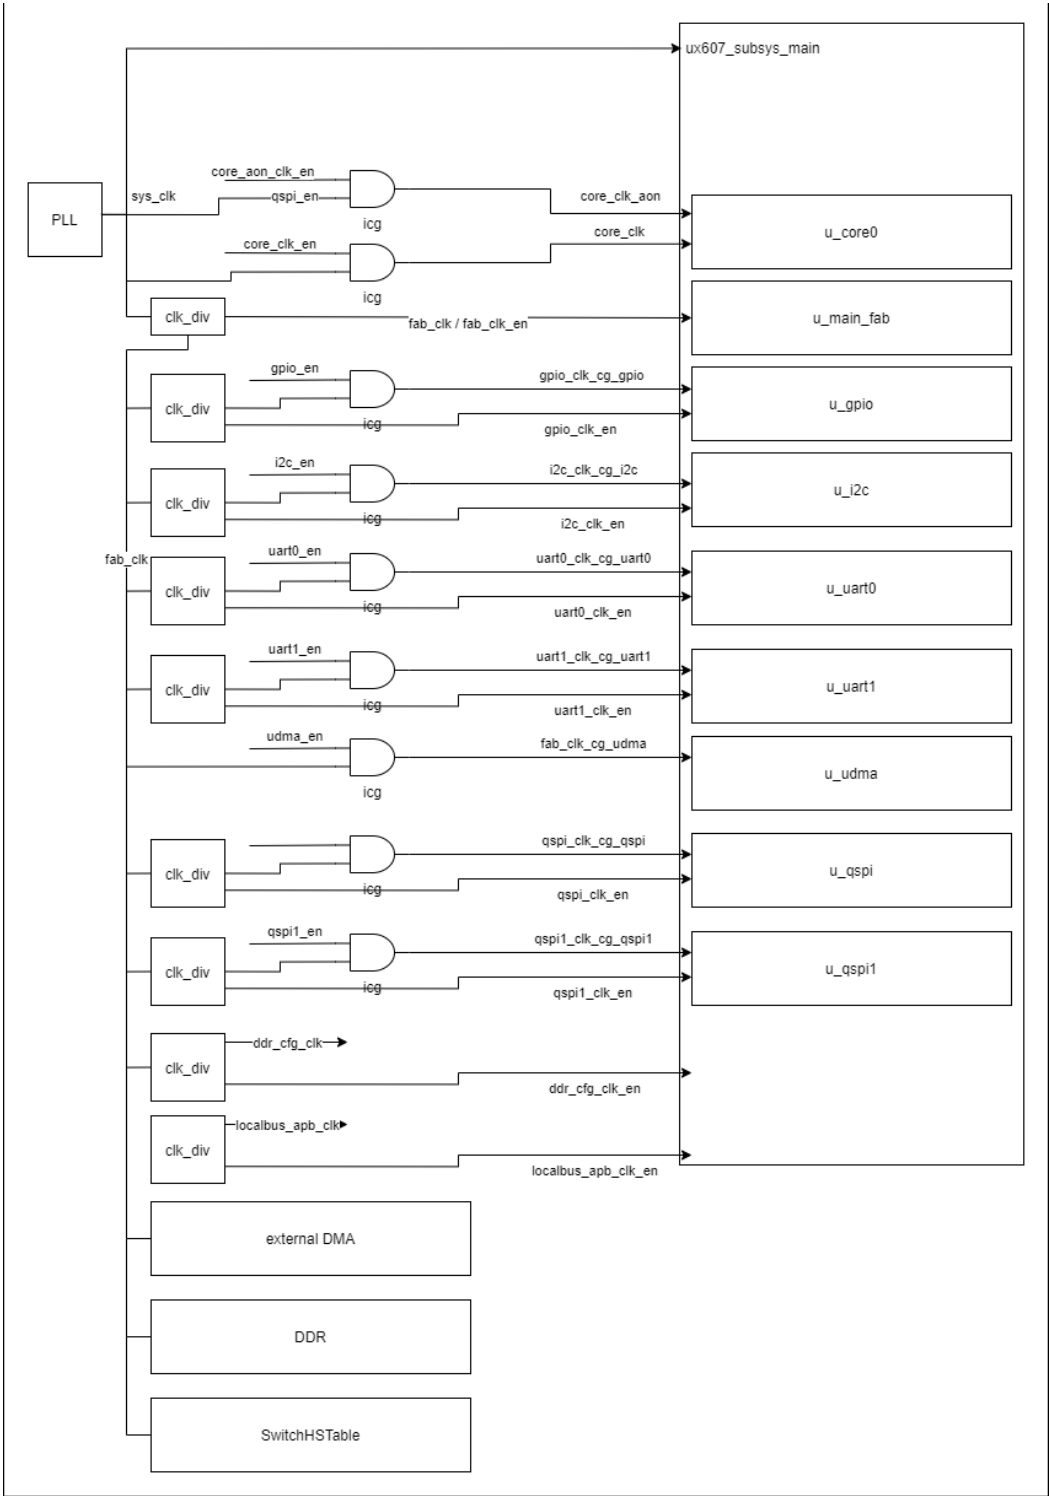 ux607_subsys_main
core_aon_clk_en
sys_clk
qspi_en
core_clk_aon
PLL
icg
core_clk_en
core_clk
u_core0
icg
clk_div
fab_clk / fab_clk_en
u_main_fab
gpio_en
gpio_clk_cg_gpio
clk_div
icg
gpio_clk_en
u_gpio
i2c_en
i2c_clk_cg_i2c
clk_div
icg
i2c_clk_en
u_i2c
fab_clk
uart0_en
uart0_clk_cg_uart0
clk_div
icg
uart0_clk_en
u_uart0
uart1_en
uart1_clk_cg_uart1
clk_div
icg
uart1_clk_en
u_uart1
udma_en
fab_clk_cg_udma
icg
u_udma
qspi_clk_cg_qspi
clk_div
icg
qspi_clk_en
u_qspi
qspi1_en
qspi1_clk_cg_qspi1
clk_div
icg
qspi1_clk_en
u_qspi1
ddr_cfg_clk
clk_div
ddr_cfg_clk_en
localbus_apb_clk
clk_div
localbus_apb_clk_en
external DMA
DDR
SwitchHSTable